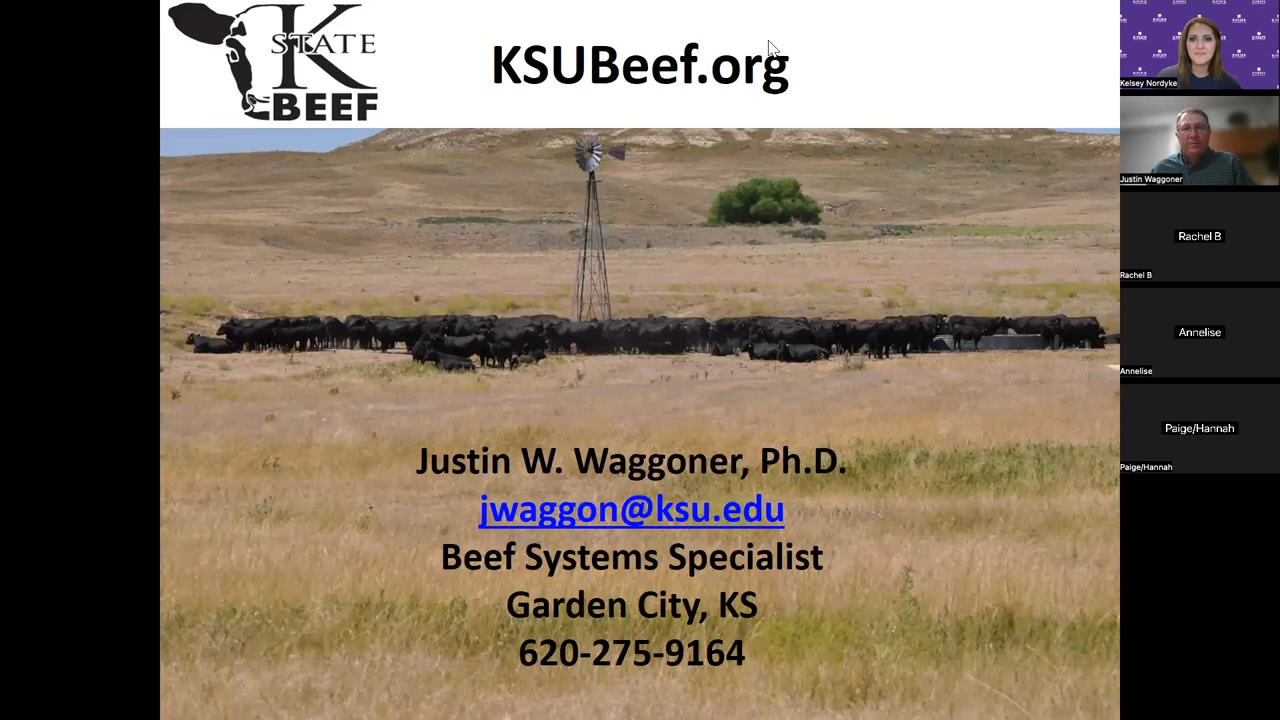 K
STATE
BEEF
KSUBeef.org
Justin W. Waggoner, Ph.D.
jwaggon@ksu.edu
Beef Systems Specialist
Garden City, KS
620-275-9164
Kelsey Nordyke
Justin Waggoner
Rachel B
Rachel B
Annelise
Annelise
Paige/Hannah
Paige/Hannah